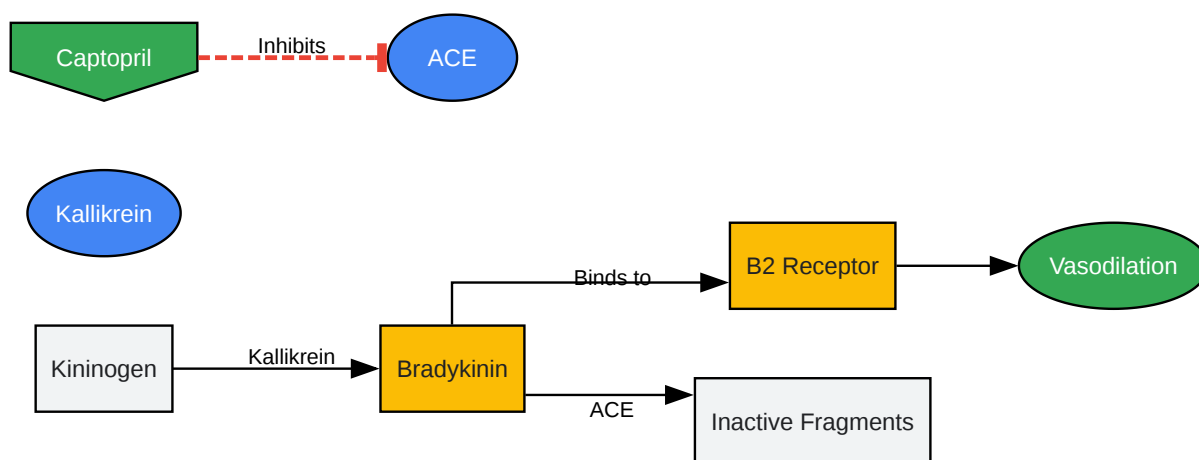 Captopril
Inhibits
ACE
Kallikrein
B2 Receptor
Vasodilation
Binds to
Kininogen
Kallikrein
Bradykinin
ACE
Inactive Fragments